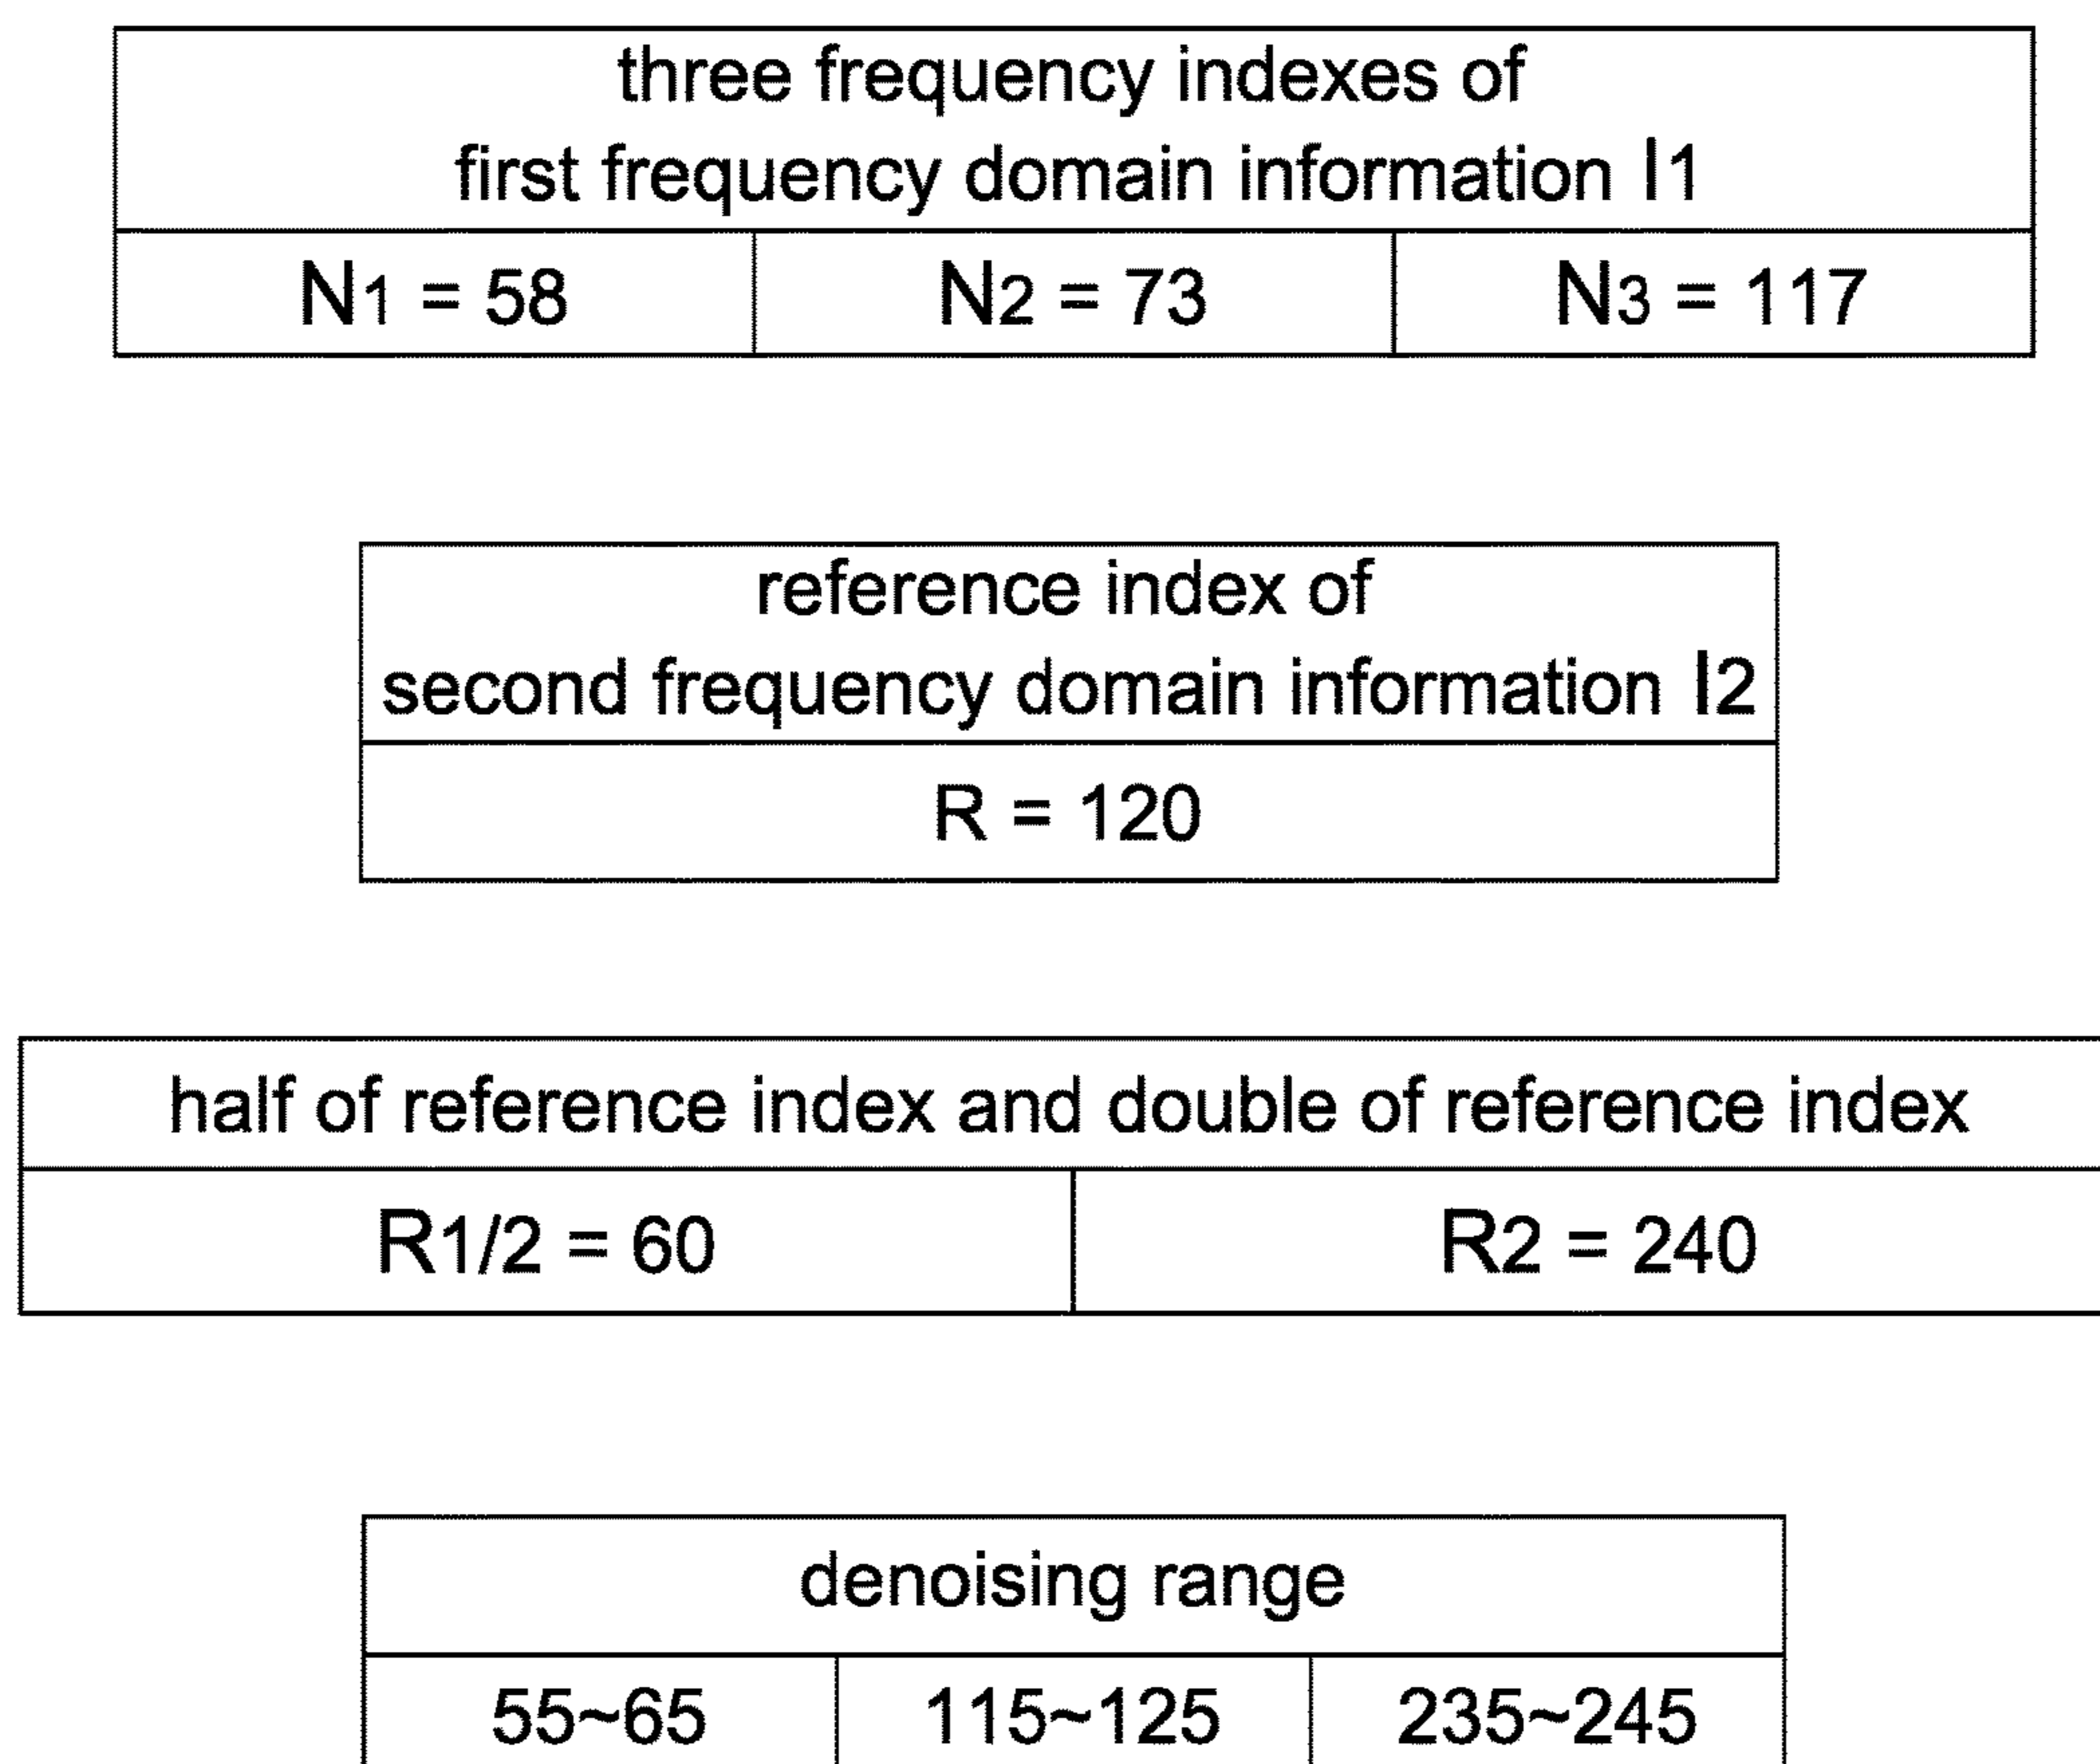 three frequency indexes of
first frequency domain information I1
N1 = 58 N2 = 73 N3 = 117
reference index of
second frequency domain information I2
R = 120
half of reference index and double of reference index
R1/2 = 60 R2 = 240
denoising range
55~65 115~125 235~245